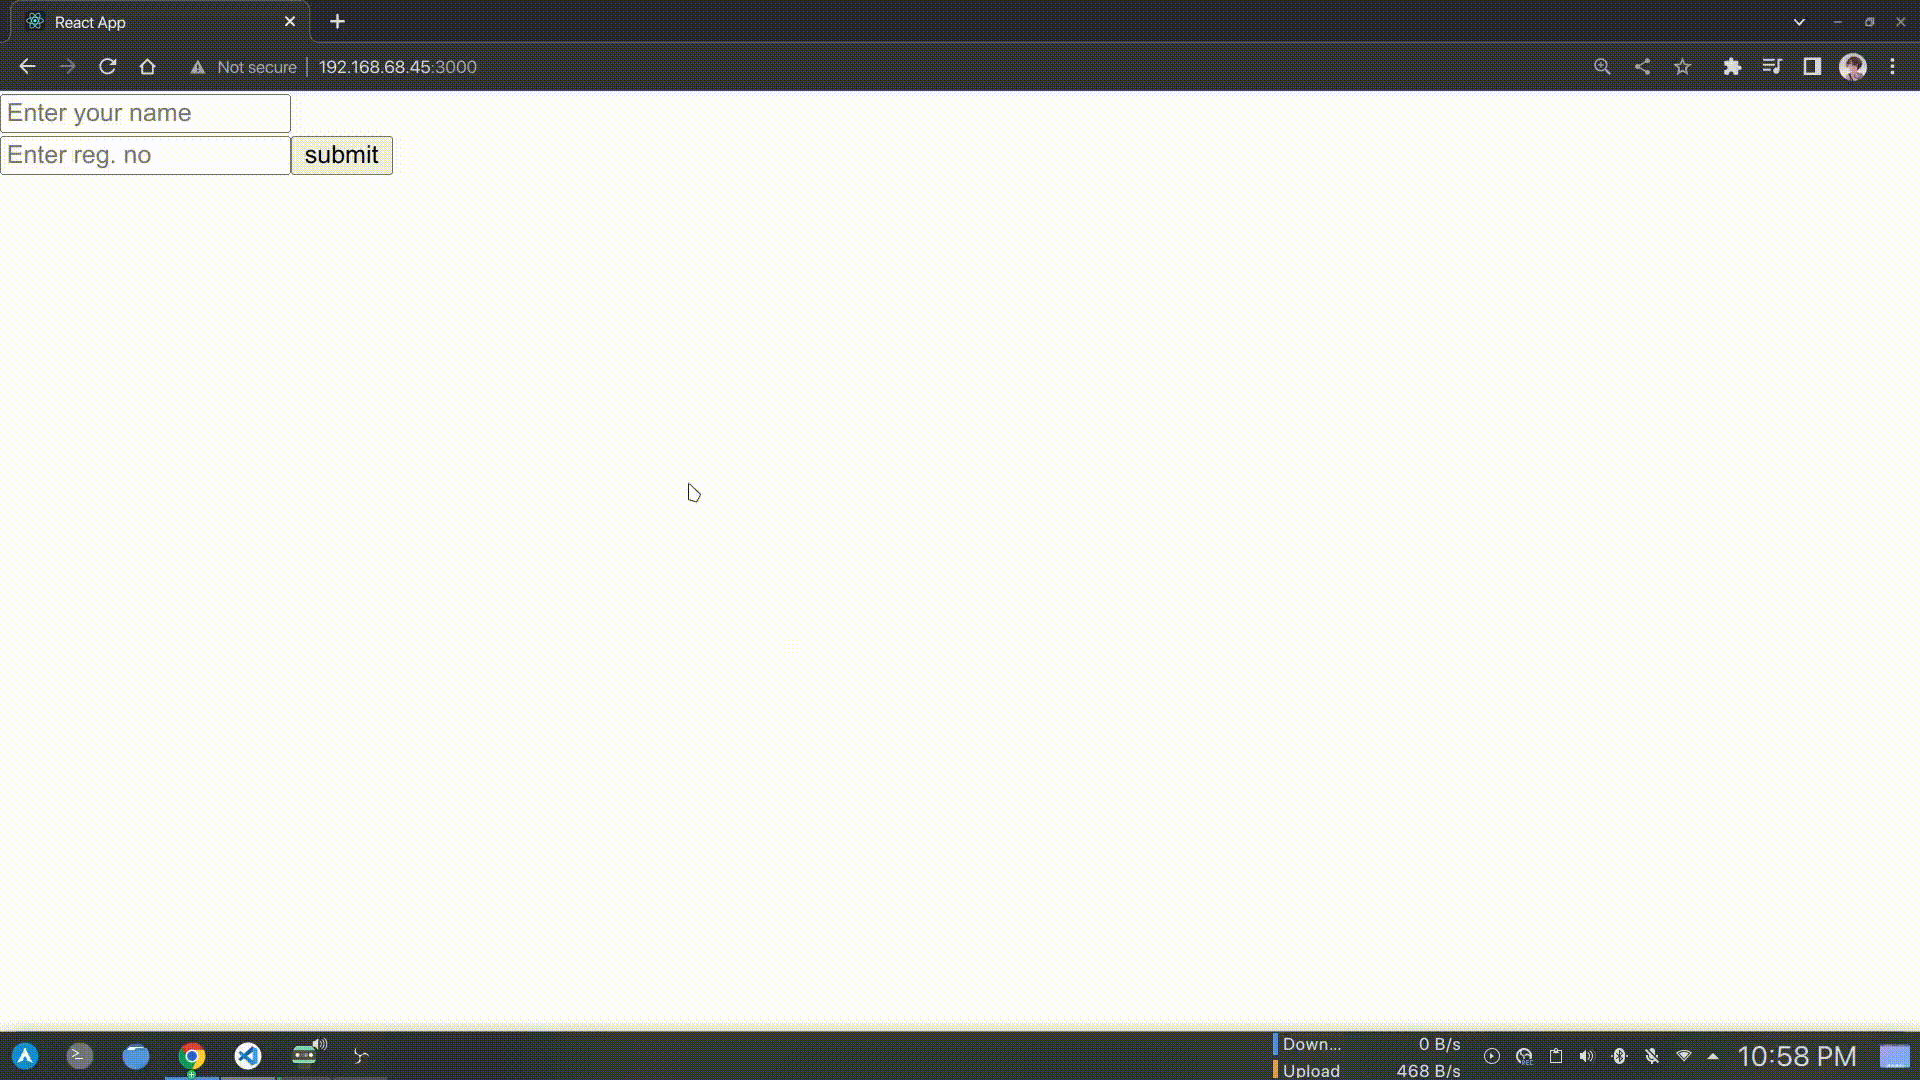 React App
Not secure 192.168.68.45:3000
Enter your name
Enter reg. no submit
Down... 0 B/s
Upload 468 B/s
10:58 PM